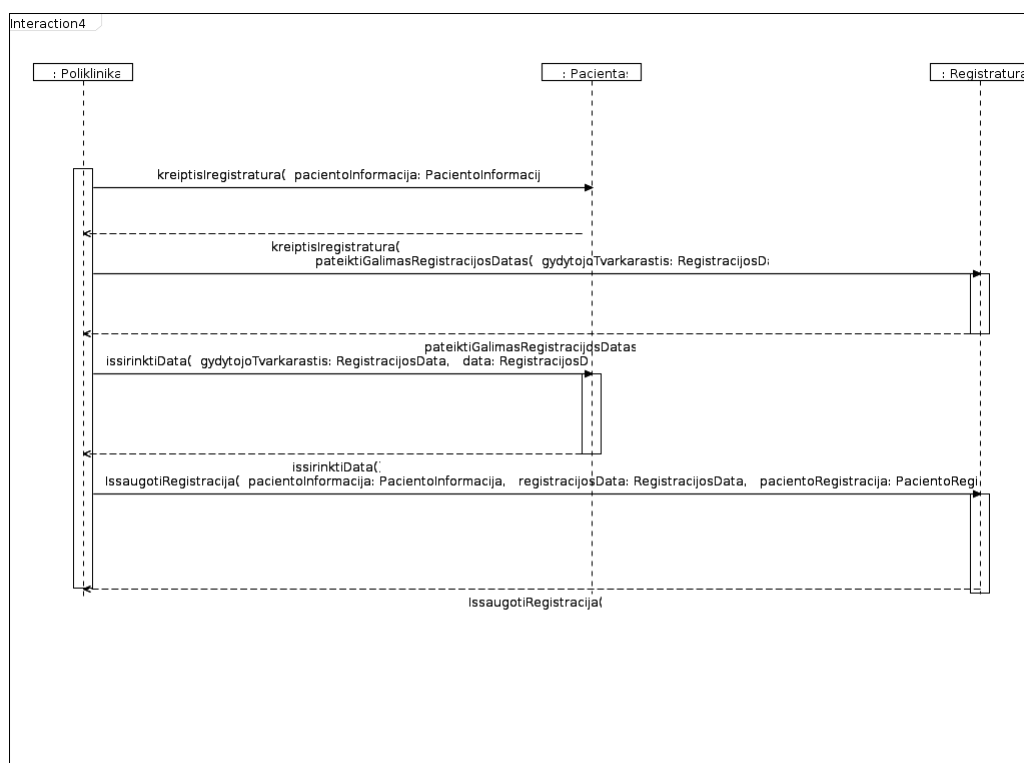 Interaction4
: Poliklinika
: Pacientas
: Registratura
kreiptisIregistratura( pacientoInformacija: PacientoInformacij
kreiptisIregistratura(
pateiktiGalimasRegistracijosDatas( gydytojoTvarkarastis: RegistracijosDa
pateiktiGalimasRegistracijosDatas
issirinktiData( gydytojoTvarkarastis: RegistracijosData, data: RegistracijosD
issirinktiData()
IssaugotiRegistracija( pacientoInformacija: PacientoInformacija, registracijosData: RegistracijosData, pacientoRegistracija: PacientoRegi
IssaugotiRegistracija(